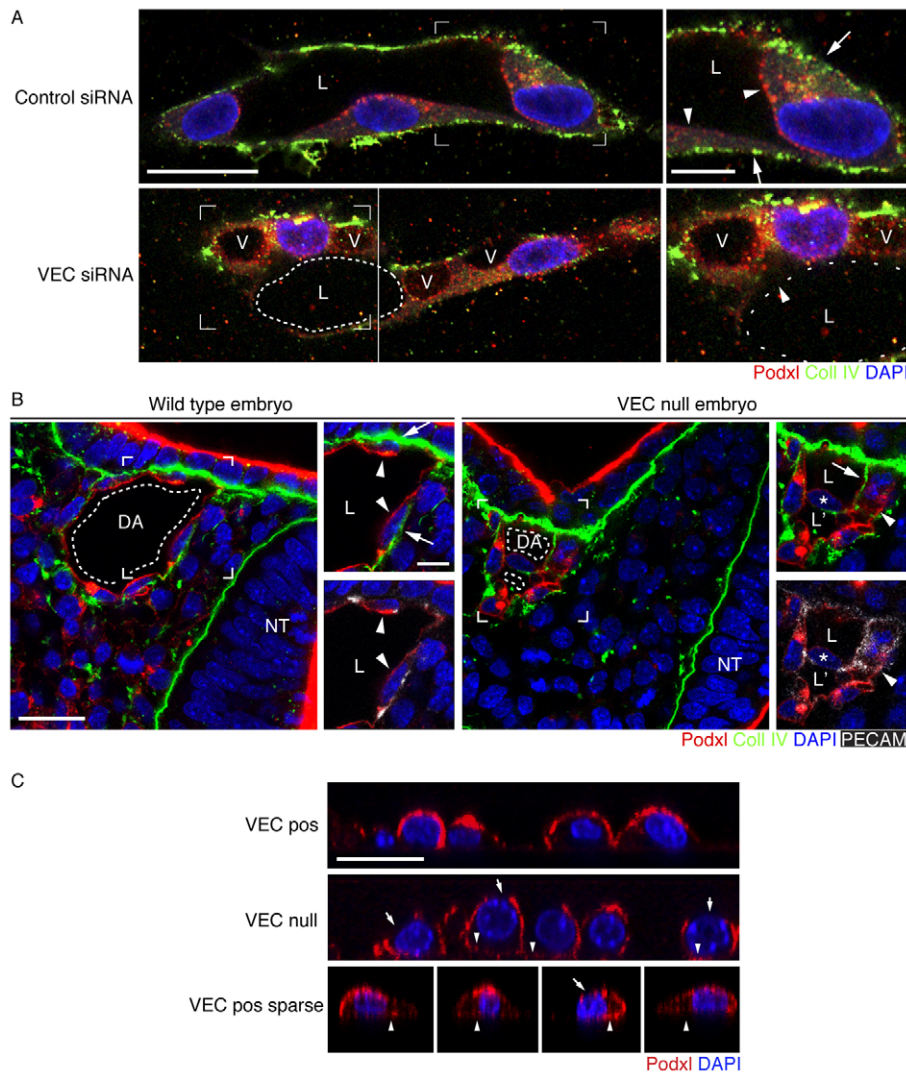 A
Control siRNA
L
L
VEC siRNA
V
V
L
V
V
V
V
L
Podxl Coll IV DAPI
B
Wild type embryo
VEC null embryo
DA
NT
L
L
DA
NT
L
*
L'
L
*
L'
Podxl Coll IV DAPI PECAM
C
VEC pos
VEC null
VEC pos sparse
Podxl DAPI